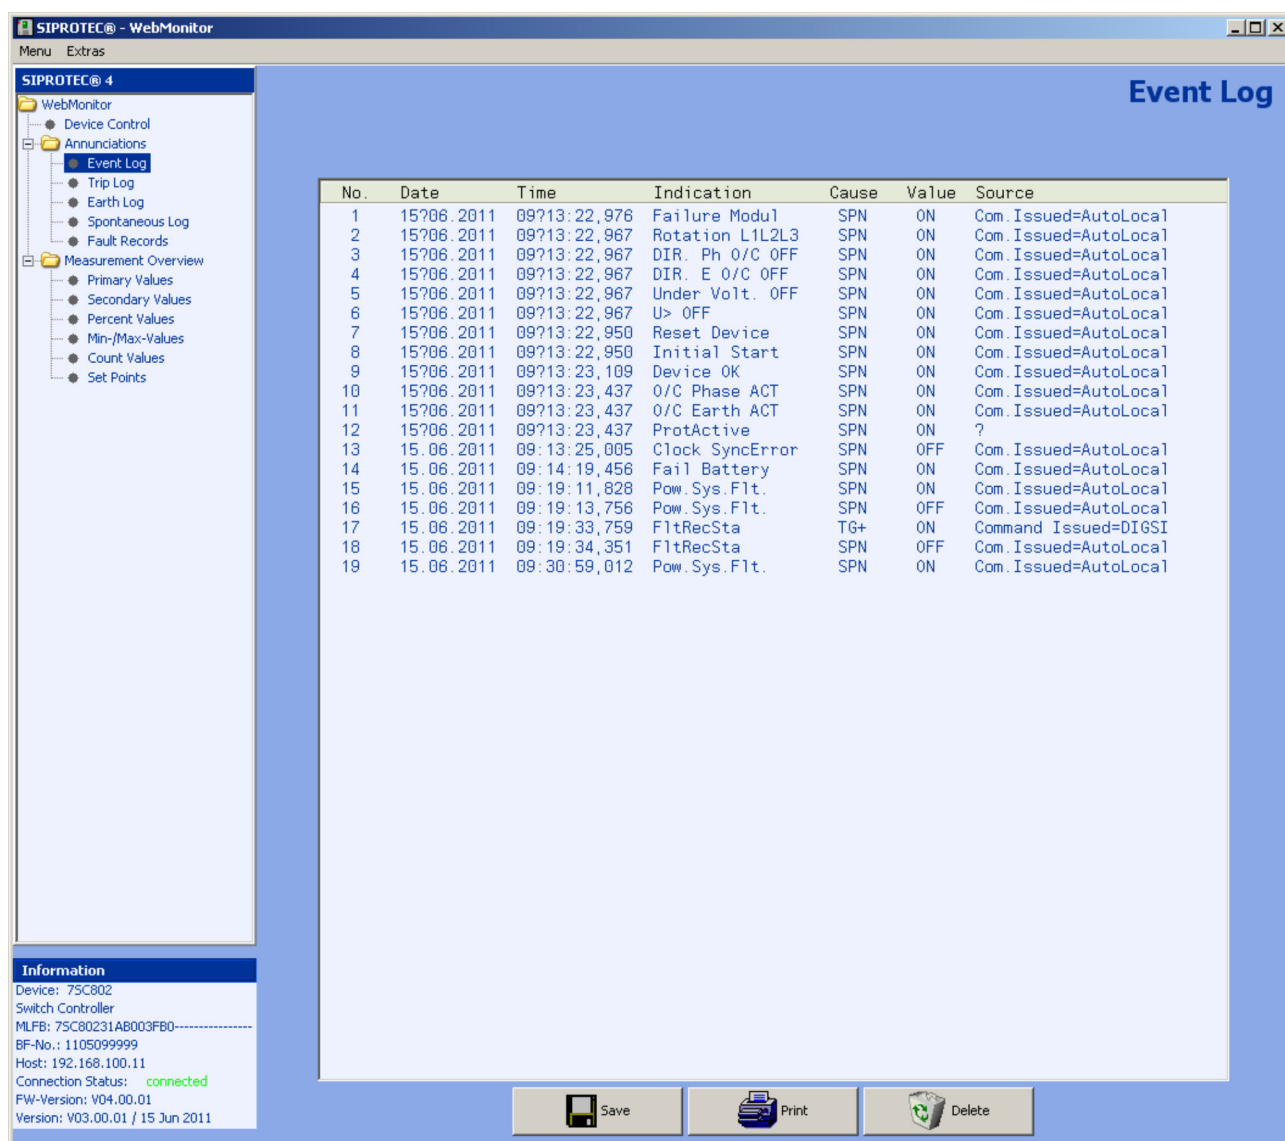 SIPROTEC® - WebMonitor
Menu Extras
SIPROTEC® 4
WebMonitor
Device Control
Annunciations
Event Log
Trip Log
Earth Log
Spontaneous Log
Fault Records
Measurement Overview
Primary Values
Secondary Values
Percent Values
Min-/Max-Values
Count Values
Set Points
Information
Device: 7SC802
Switch Controller
MLFB: 7SC80231AB003FB0----------------
BF-No.: 1105099999
Host: 192.168.100.11
Connection Status: connected
FW-Version: V04.00.01
Version: V03.00.01 / 15 Jun 2011
Event Log
No. Date Time Indication Cause Value Source
1 15?06.2011 09?13:22,976 Failure Modul SPN ON Com.Issued=AutoLocal
2 15?06.2011 09?13:22,967 Rotation L1L2L3 SPN ON Com.Issued=AutoLocal
3 15?06.2011 09?13:22,967 DIR. Ph O/C OFF SPN ON Com.Issued=AutoLocal
4 15?06.2011 09?13:22,967 DIR. E O/C OFF SPN ON Com.Issued=AutoLocal
5 15?06.2011 09?13:22,967 Under Volt. OFF SPN ON Com.Issued=AutoLocal
6 15?06.2011 09?13:22,967 U> OFF SPN ON Com.Issued=AutoLocal
7 15?06.2011 09?13:22,950 Reset Device SPN ON Com.Issued=AutoLocal
8 15?06.2011 09?13:22,950 Initial Start SPN ON Com.Issued=AutoLocal
9 15?06.2011 09?13:23,109 Device OK SPN ON Com.Issued=AutoLocal
10 15?06.2011 09?13:23,437 O/C Phase ACT SPN ON Com.Issued=AutoLocal
11 15?06.2011 09?13:23,437 O/C Earth ACT SPN ON Com.Issued=AutoLocal
12 15?06.2011 09?13:23,437 ProtActive SPN ON ?
13 15.06.2011 09:13:25,005 Clock SyncError SPN OFF Com.Issued=AutoLocal
14 15.06.2011 09:14:19,456 Fail Battery SPN ON Com.Issued=AutoLocal
15 15.06.2011 09:19:11,828 Pow.Sys.Flt. SPN ON Com.Issued=AutoLocal
16 15.06.2011 09:19:13,756 Pow.Sys.Flt. SPN OFF Com.Issued=AutoLocal
17 15.06.2011 09:19:33,759 FltRecSta TG+ ON Command Issued=DIGSI
18 15.06.2011 09:19:34,351 FltRecSta SPN OFF Com.Issued=AutoLocal
19 15.06.2011 09:30:59,012 Pow.Sys.Flt. SPN ON Com.Issued=AutoLocal
Save Print Delete